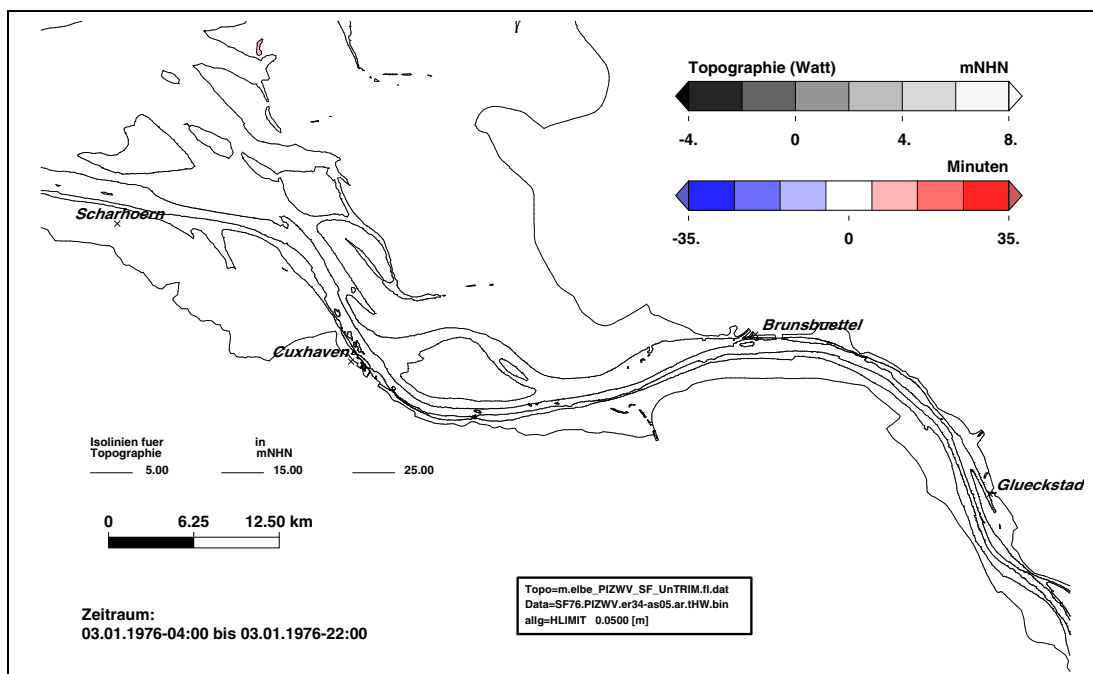 Topographie (Watt) mNHN
-4. 0 4. 8.
Minuten
-35. 0 35.
Scharhoern
Brunsbuettel
Cuxhaven
Glueckstad
Isolinien fuer in
Topographie mNHN
5.00 15.00 25.00
0 6.25 12.50 km
Topo=m.elbe_PIZWV_SF_UnTRIM.fl.dat
Data=SF76.PIZWV.er34-as05.ar.tHW.bin
allg=HLIMIT 0.0500 [m]
Zeitraum:
03.01.1976-04:00 bis 03.01.1976-22:00